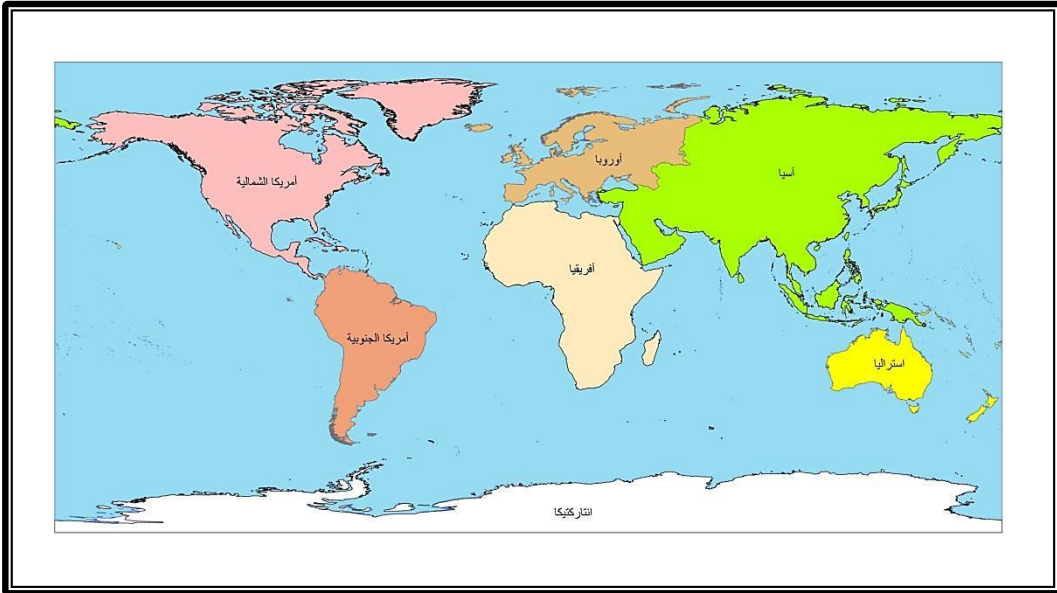 أوروبا
أسيا
أمريكا الشمالية
أفريقيا
أمريكا الجنوبية
استراليا
انتاركتيكا